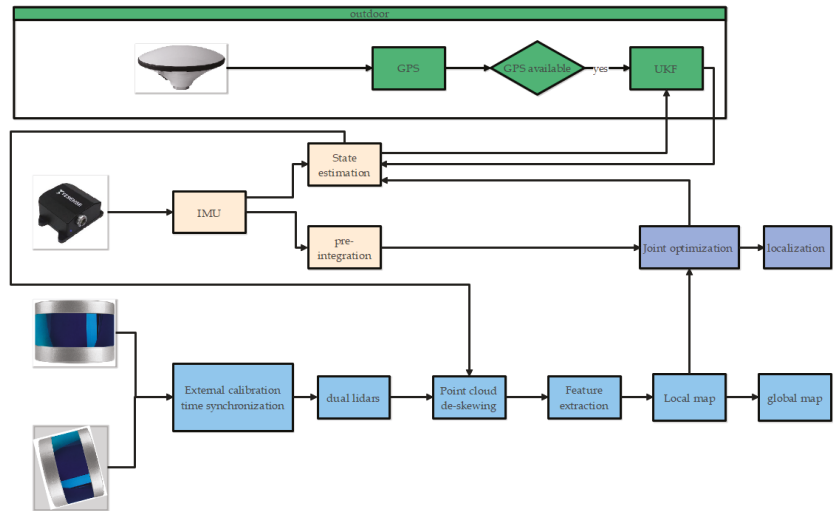 outdoor
GPS
GPS available
yes
UKF
State
estimation
IMU
pre-
integration
Joint optimization
localization
External calibration
time synchronization
dual lidars
Point cloud
de-skewing
Feature
extraction
Local map
global map